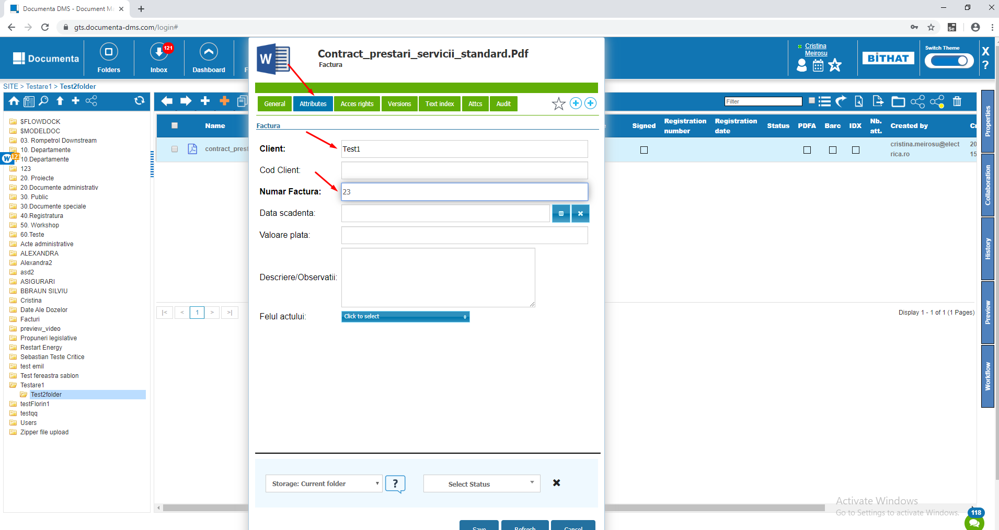 Documenta DMS - Document Ma
gts.documenta-dms.com/login#
Se
Documenta
Folders
121
Inbox
Dashboard
F
W
Contract_prestari_servicii_standard.Pdf
Factura
Cristina
Meirosu
BiTHAT
Switch Theme
X
?
SITE > Testare1 > Test2folder
General
Attributes
Acces rights
Versions
Text index
Attcs
Audit
Filter
Name
Signed
Registration
number
Registration
date
Status
PDFA
Barc
IDX
Nb.
att.
Created by
contract_prest
cristina.meirosu@elect
rica.ro
20
15
$FLOWDOCK
$MODELDOC
03. Rompetrol Downstream
10. Departamente
10.Departamente
W
121
123
20. Proiecte
20.Documente administrativ
30. Public
30.Documente speciale
40.Registratura
50. Workshop
60.Teste
Acte administrative
ALEXANDRA
Alexandra2
asd2
ASIGURARI
BBRAUN SILVIU
Cristina
Date Ale Dozelor
Facturi
preview_video
Propuneri legislative
Restart Energy
Sebastian Teste Critice
test emil
Test fereastra sablon
Testare1
Test2folder
testFlorin1
testqq
Users
Zipper file upload
|<
<
1
>
>|
Factura
Client:
Test1
Cod Client:
Numar Factura:
23
Data scadenta:
Valoare plata:
Descriere/Observatii:
Felul actului:
Click to select
Display 1 - 1 of 1 (1 Pages)
Properties
Collaboration
History
Preview
Workflow
Storage: Current folder
?
Select Status
Save
Refresh
Cancel
Activate Windows
Go to Settings to activate Windows.
118